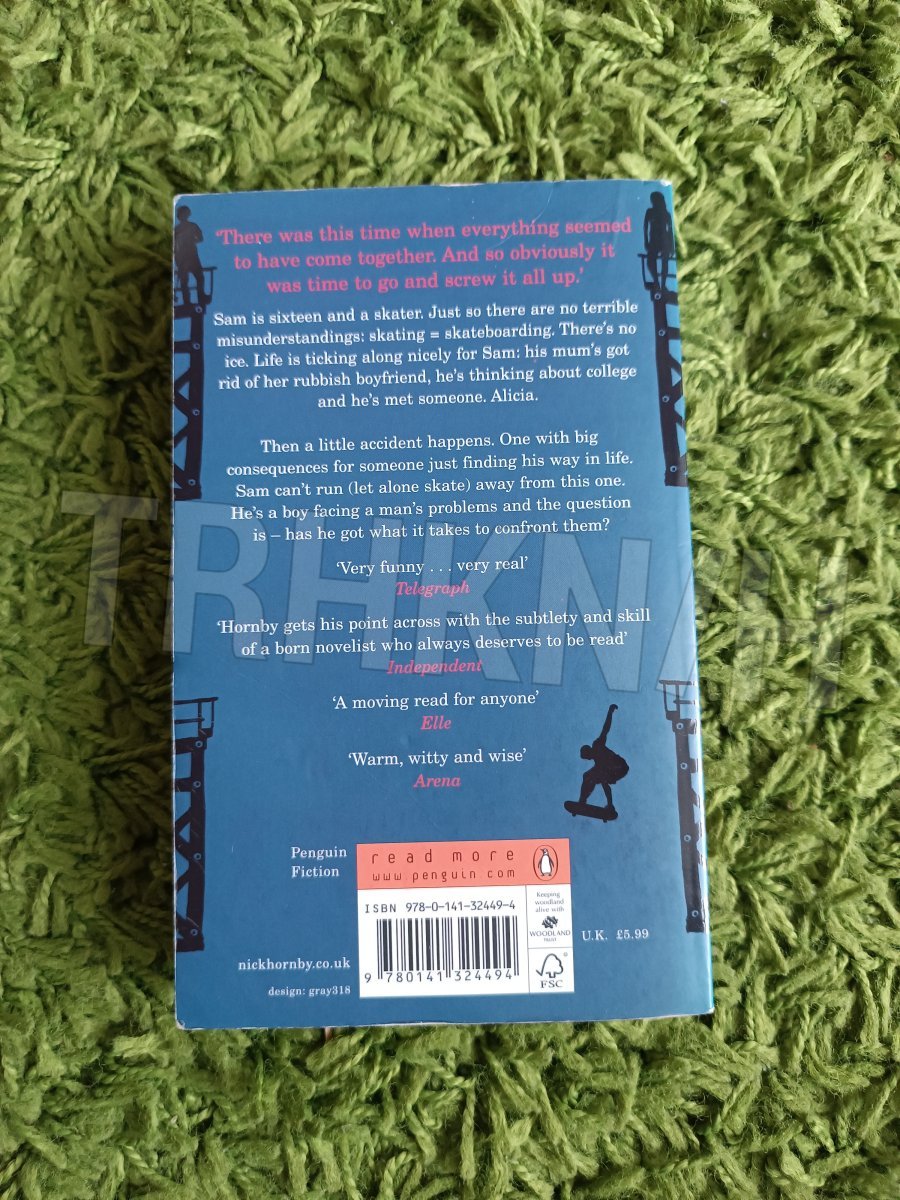 ‘There was this time when everything seemed
to have come together. And so obviously it
was time to go and screw it all up.’
Sam is sixteen and a skater. Just so there are no terrible
misunderstandings: skating = skateboarding. There's no
ice. Life is ticking along nicely for Sam: his mum's got
rid of her rubbish boyfriend, he's thinking about college
and he's met someone. Alicia.
Then a little accident happens. One with big
consequences for someone just finding his way in life.
Sam can't run (let alone skate) away from this one.
He's a boy facing a man's problems and the question
is – has he got what it takes to confront them?
‘Very funny . . . very real’
Telegraph
‘Hornby gets his point across with the subtlety and skill
of a born novelist who always deserves to be read’
Independent
‘A moving read for anyone’
Elle
‘Warm, witty and wise’
Arena
Penguin
Fiction
read more
www.penguin.com
ISBN 978-0-141-32449-4
9 780141 324494
Keeping
woodland
alive with
WOODLAND
TRUST
FSC
U.K. £5.99
nickhornby.co.uk
design: gray318
TRHKNJH